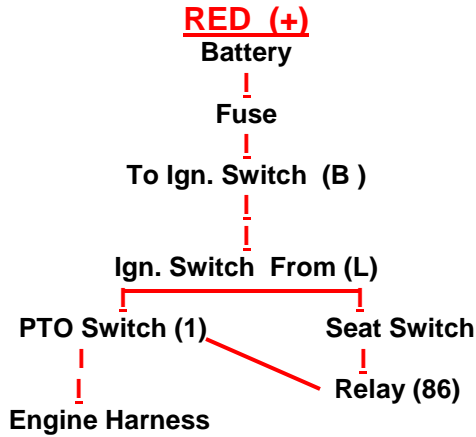 RED (+)
Battery
Fuse
To Ign. Switch (B )
Ign. Switch From (L)
PTO Switch (1) Seat Switch
Relay (86)
Engine Harness